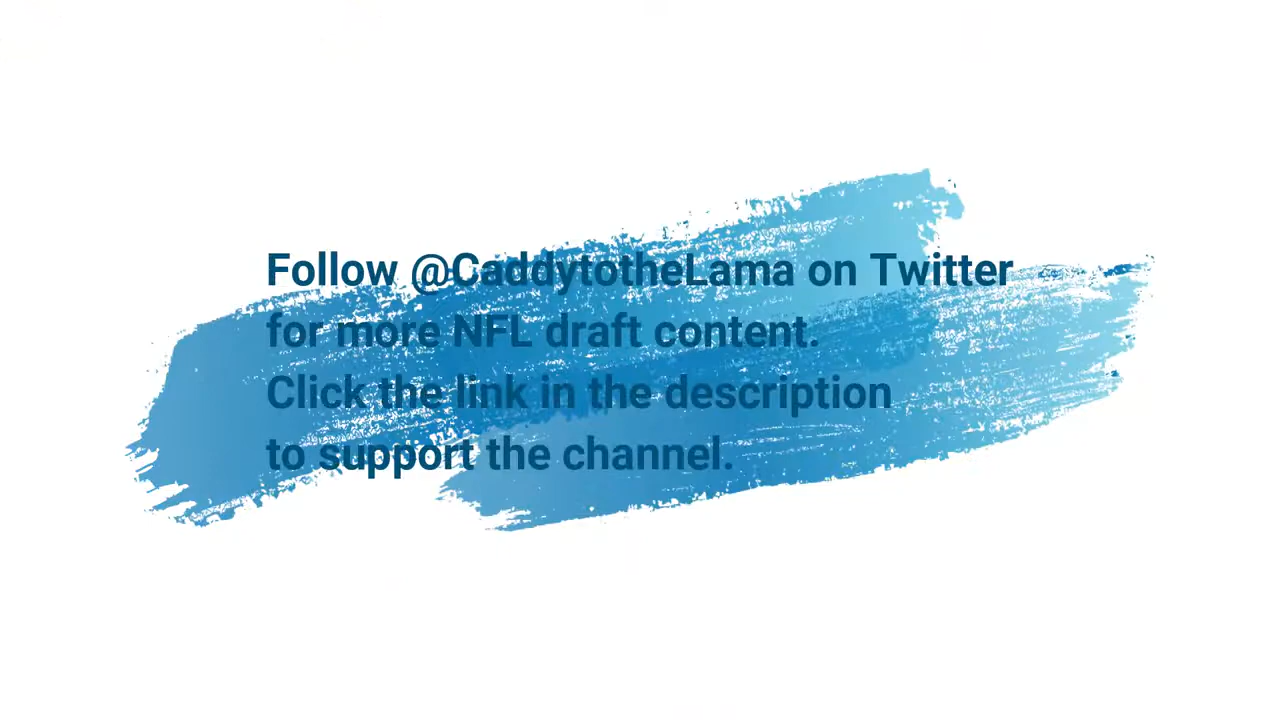 Follow @CaddytotheLama on Twitter
for more NFL draft content.
Click the link in the description
to support the channel.